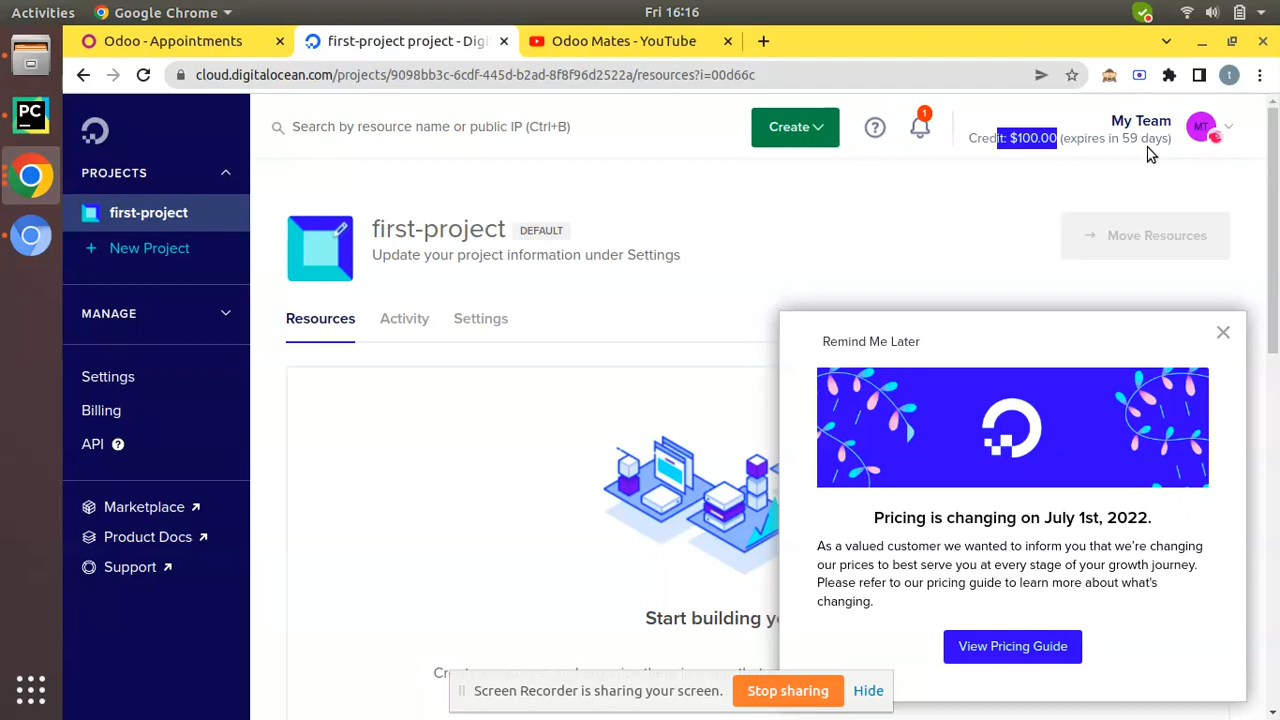 Activities Google Chrome Fri 16:16
Odoo - Appointments first-project project - Digi Odoo Mates - YouTube
cloud.digitalocean.com/projects/9098bb3c-6cdf-445d-b2ad-8f8f96d2522a/resources?i=00d66c t
PC
Search by resource name or public IP (Ctrl+B) Create 1 My Team MT
Credit: $100.00 (expires in 59 days)
PROJECTS
first-project
New Project
MANAGE
Settings
Billing
API
Marketplace
Product Docs
Support
first-project DEFAULT
Update your project information under Settings
Move Resources
Resources Activity Settings
Start building yo
Remind Me Later
Pricing is changing on July 1st, 2022.
As a valued customer we wanted to inform you that we're changing
our prices to best serve you at every stage of your growth journey.
Please refer to our pricing guide to learn more about what's
changing.
View Pricing Guide
Screen Recorder is sharing your screen. Stop sharing Hide